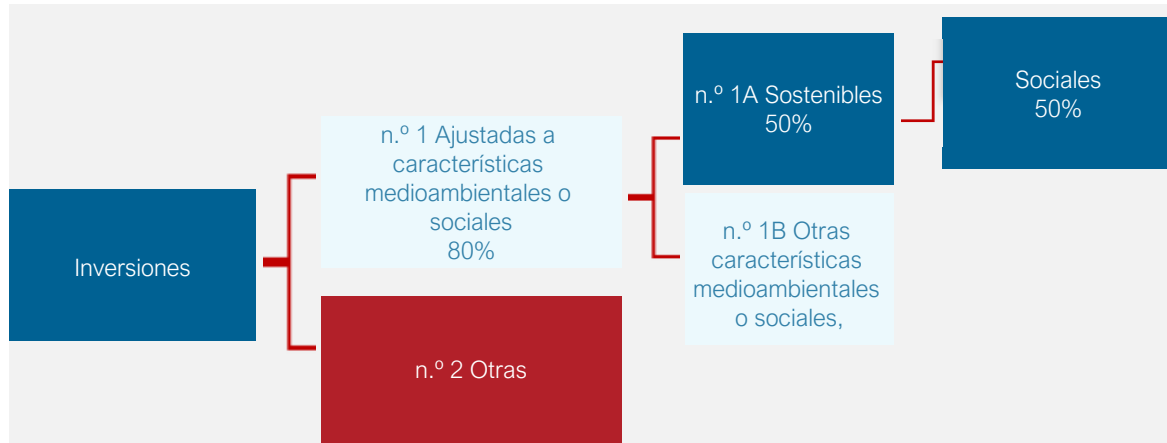 Inversiones
n.º 1 Ajustadas a
características
medioambientales o
sociales
80%
n.º 2 Otras
n.º 1A Sostenibles
50%
n.º 1B Otras
características
medioambientales
o sociales,
Sociales
50%